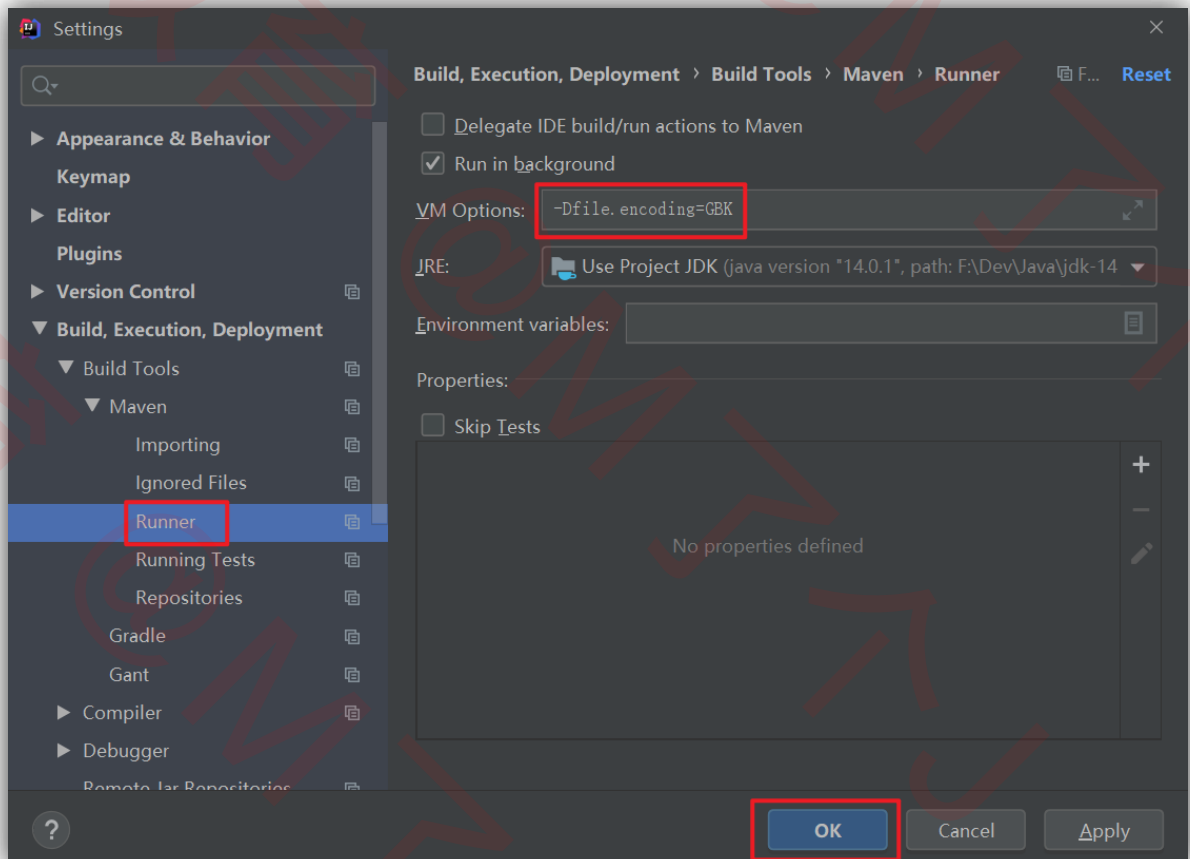 Settings
Build, Execution, Deployment › Build Tools › Maven › Runner
F...
Reset
Appearance & Behavior
Keymap
Editor
Plugins
Version Control
Build, Execution, Deployment
Build Tools
Maven
Importing
Ignored Files
Runner
Running Tests
Repositories
Gradle
Gant
Compiler
Debugger
Remote Jar Repositories
Delegate IDE build/run actions to Maven
Run in background
VM Options: -Dfile.encoding=GBK
JRE: Use Project JDK (java version "14.0.1", path: F:\Dev\Java\jdk-14
Environment variables:
Properties:
Skip Tests
No properties defined
?
OK
Cancel
Apply